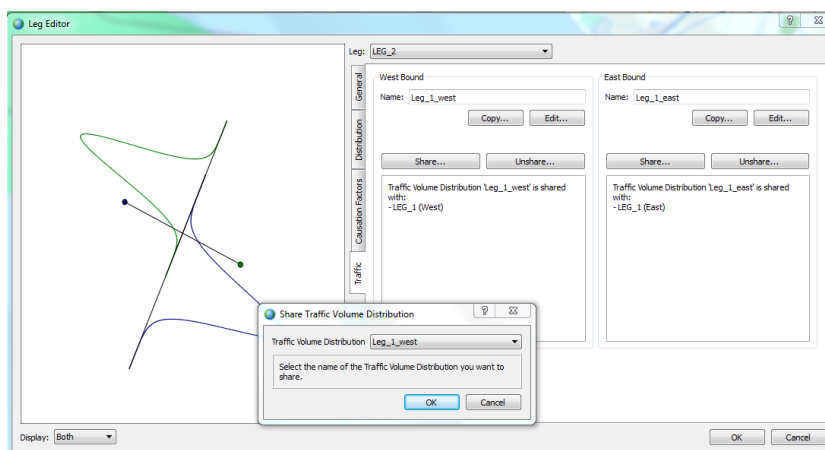 Leg Editor
Leg: LEG_2
General
Distribution
Causation Factors
Traffic
West Bound
Name: Leg_1_west
Copy... Edit...
Share... Unshare...
Traffic Volume Distribution 'Leg_1_west' is shared
with:
- LEG_1 (West)
East Bound
Name: Leg_1_east
Copy... Edit...
Share... Unshare...
Traffic Volume Distribution 'Leg_1_east' is shared
with:
- LEG_1 (East)
Share Traffic Volume Distribution
Traffic Volume Distribution Leg_1_west
Select the name of the Traffic Volume Distribution you want to
share.
OK Cancel
Display: Both
OK Cancel